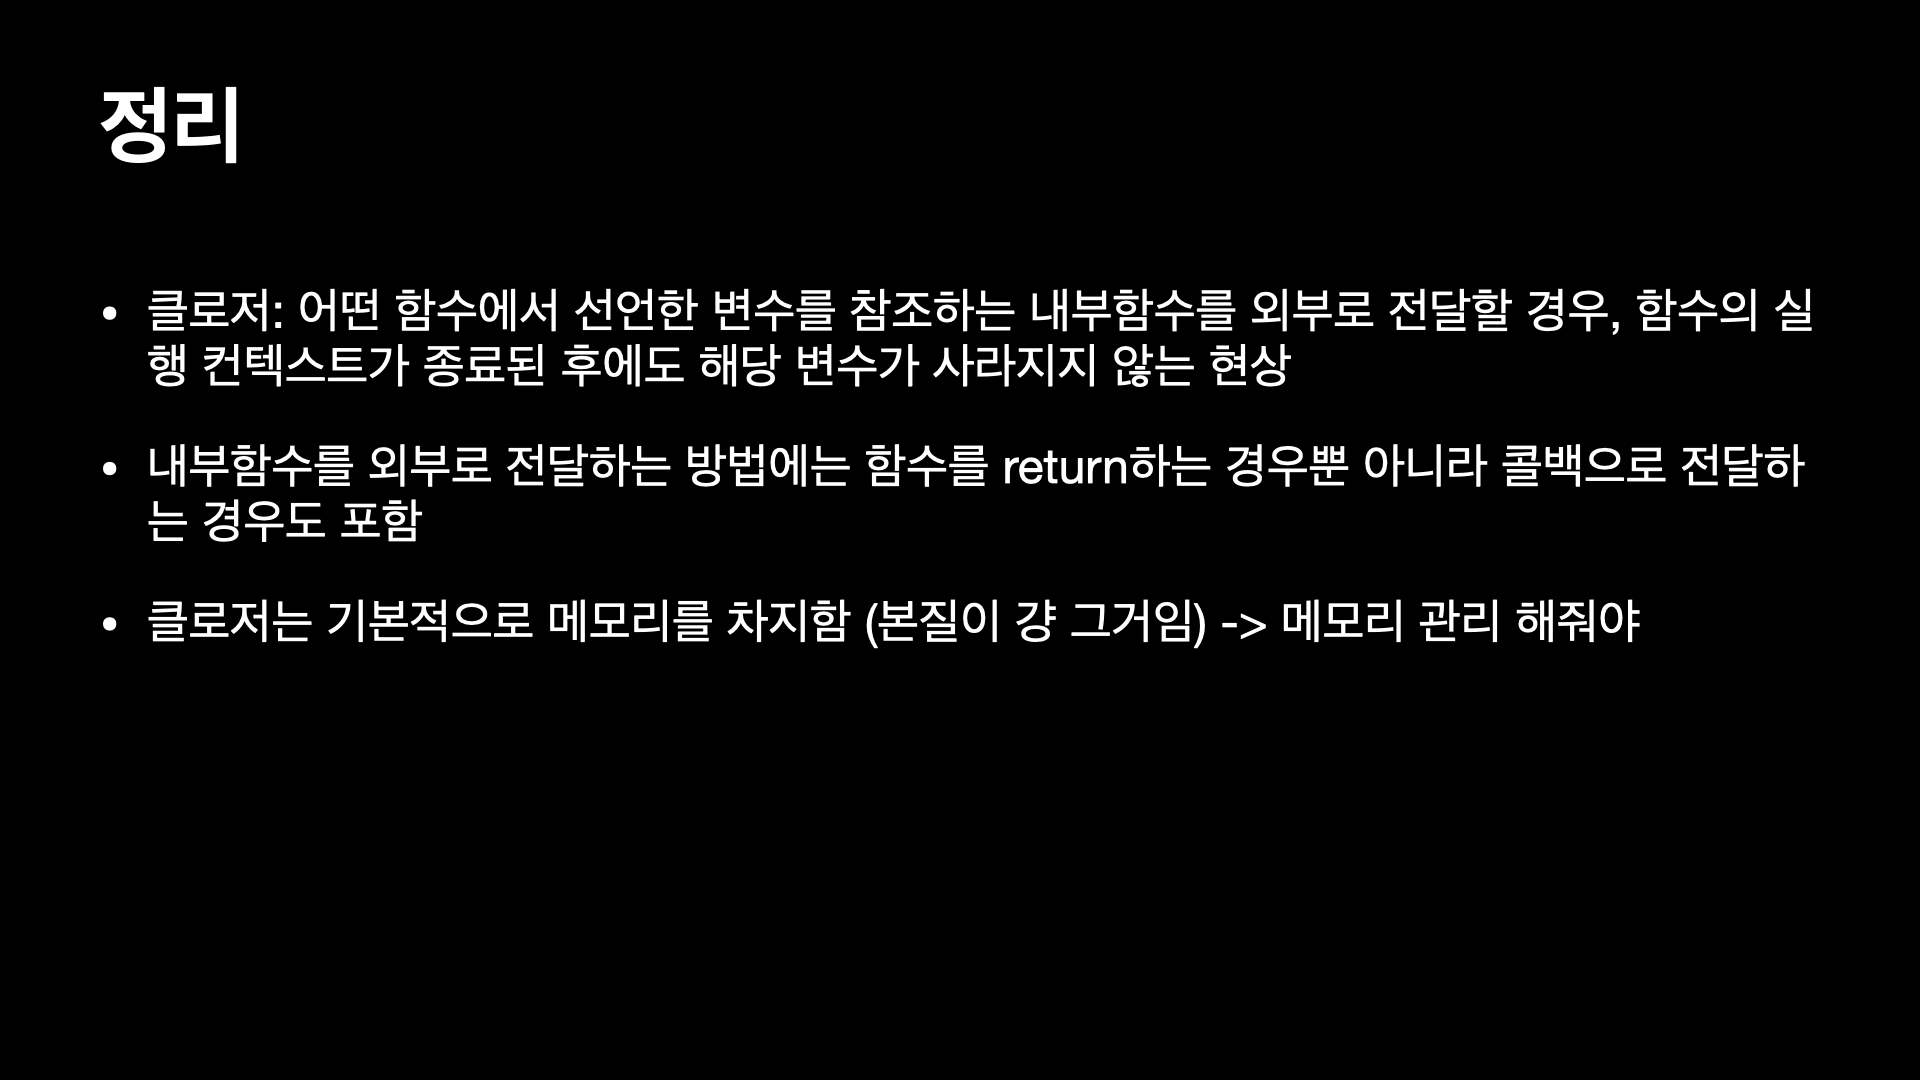 정리
• 클로저: 어떤 함수에서 선언한 변수를 참조하는 내부함수를 외부로 전달할 경우, 함수의 실
행 컨텍스트가 종료된 후에도 해당 변수가 사라지지 않는 현상
• 내부함수를 외부로 전달하는 방법에는 함수를 return하는 경우뿐 아니라 콜백으로 전달하
는 경우도 포함
• 클로저는 기본적으로 메모리를 차지함 (본질이 걍 그거임) -> 메모리 관리 해줘야